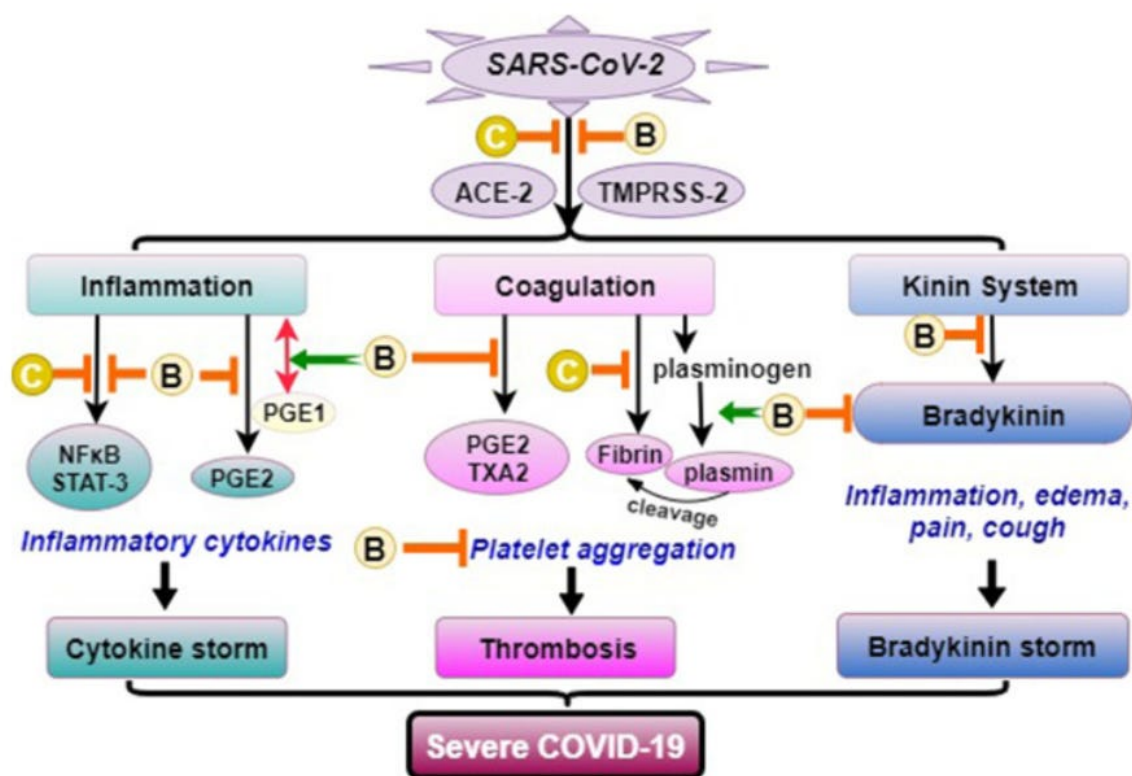 SARS-CoV-2
C
B
ACE-2
TMPRSS-2
Inflammation
Coagulation
Kinin System
B
C
B
B
C
plasminogen
B
PGE1
Bradykinin
NFκB
STAT-3
PGE2
PGE2
TXA2
Fibrin
plasmin
cleavage
Inflammation, edema,
pain, cough
Inflammatory cytokines
B
Platelet aggregation
Cytokine storm
Thrombosis
Bradykinin storm
Severe COVID-19